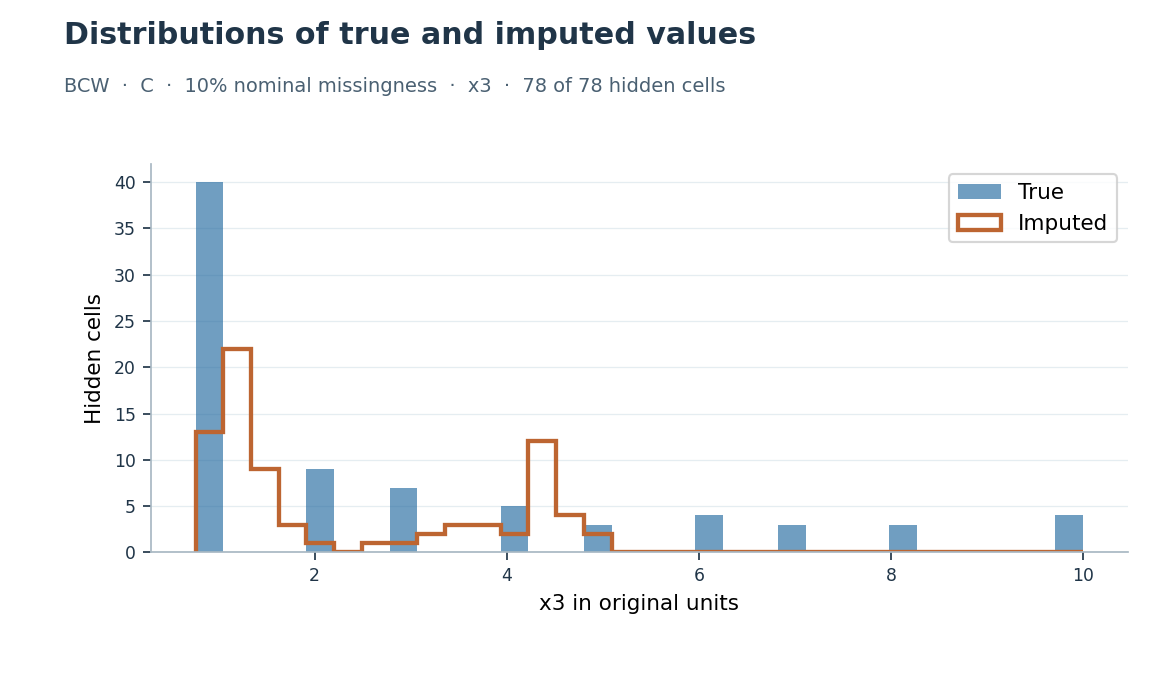 Distributions of true and imputed values
BCW · C · 10% nominal missingness · x3 · 78 of 78 hidden cells
True
Imputed
Hidden cells
40
35
30
25
20
15
10
5
0
2 4 6 8 10
x3 in original units